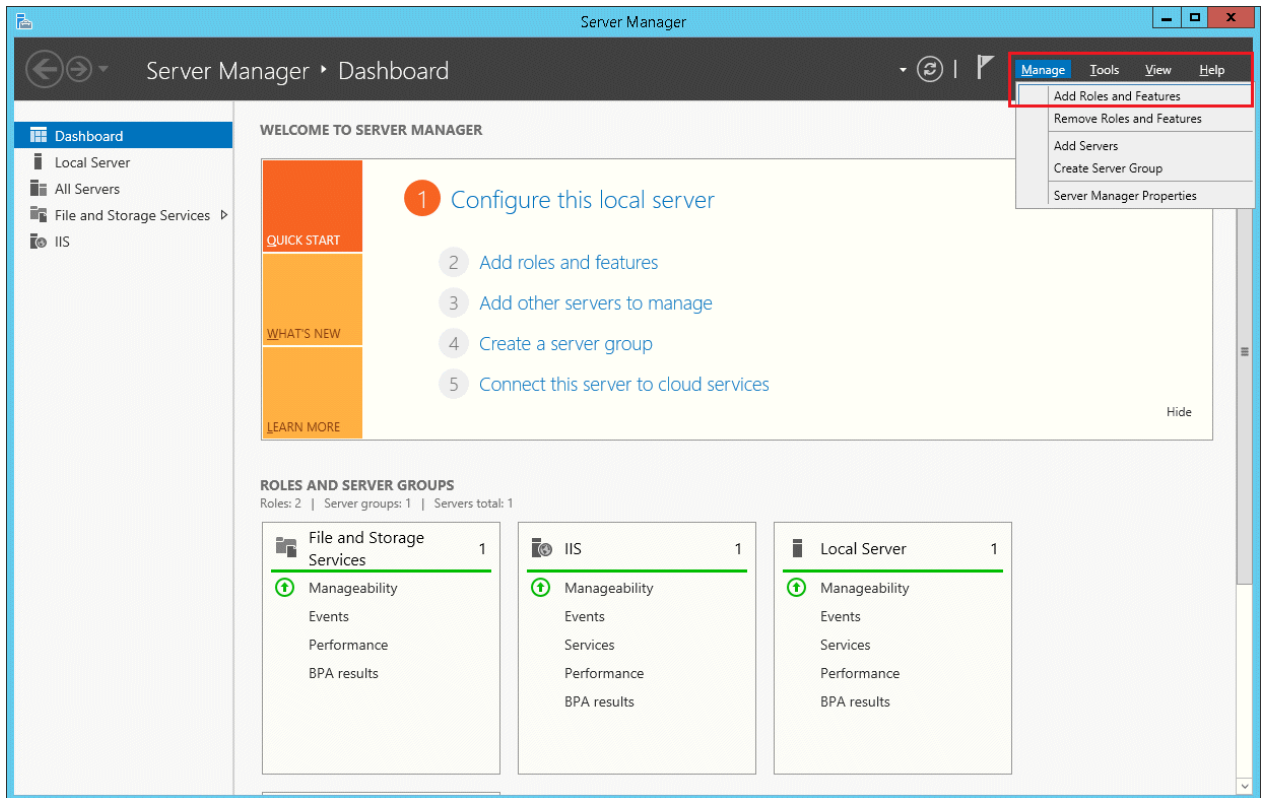 Server Manager
Server Manager ‣ Dashboard
Manage Tools View Help
Add Roles and Features
Remove Roles and Features
Add Servers
Create Server Group
Server Manager Properties
Dashboard
Local Server
All Servers
File and Storage Services
IIS
WELCOME TO SERVER MANAGER
QUICK START
WHAT'S NEW
LEARN MORE
1 Configure this local server
2 Add roles and features
3 Add other servers to manage
4 Create a server group
5 Connect this server to cloud services
Hide
ROLES AND SERVER GROUPS
Roles: 2 | Server groups: 1 | Servers total: 1
File and Storage
Services 1
Manageability
Events
Performance
BPA results
IIS 1
Manageability
Events
Services
Performance
BPA results
Local Server 1
Manageability
Events
Services
Performance
BPA results